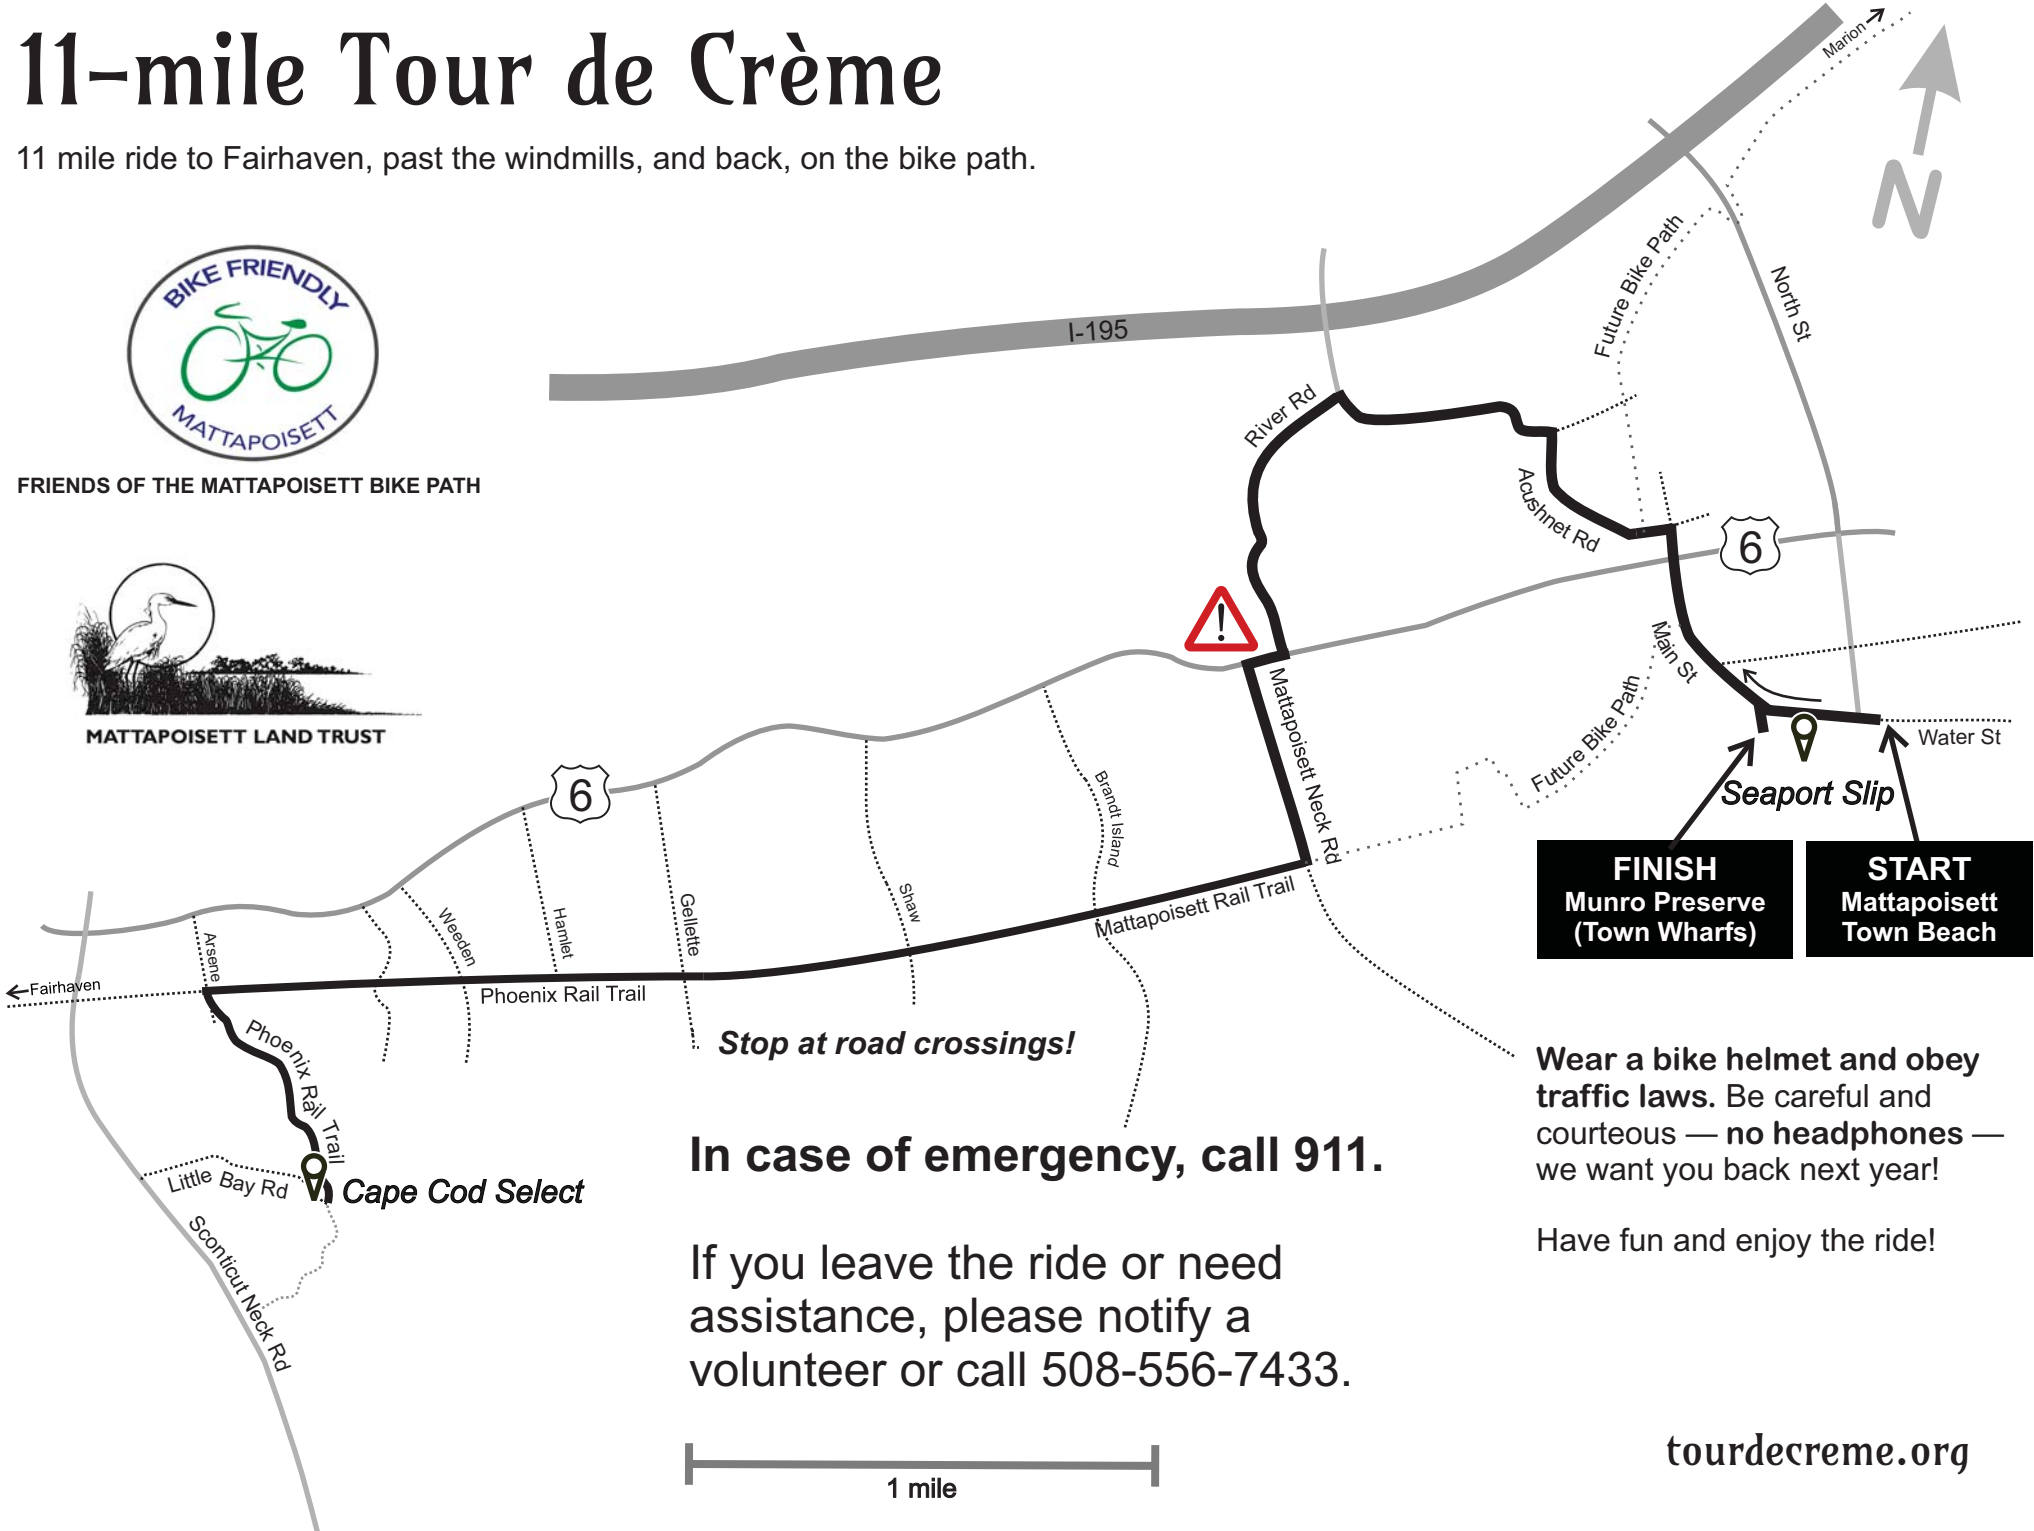 11-mile Tour de Crème
11 mile ride to Fairhaven, past the windmills, and back, on the bike path.
BIKE FRIENDLY
MATTAPOISETT
FRIENDS OF THE MATTAPOISETT BIKE PATH
MATTAPOISETT LAND TRUST
Marion
N
I-195
Future Bike Path
North St
River Rd
Acushnet Rd
6
!
Main St
Mattapoisett Neck Rd
Future Bike Path
Water St
Seaport Slip
FINISH
Munro Preserve
(Town Wharfs)
START
Mattapoisett
Town Beach
6
Brandt Island
Shaw
Gellette
Hamlet
Weeden
Arsene
Mattapoisett Rail Trail
Fairhaven
Phoenix Rail Trail
Stop at road crossings!
Phoenix Rail Trail
Little Bay Rd
Cape Cod Select
Sconticut Neck Rd
In case of emergency, call 911.
If you leave the ride or need
assistance, please notify a
volunteer or call 508-556-7433.
1 mile
Wear a bike helmet and obey
traffic laws. Be careful and
courteous — no headphones —
we want you back next year!
Have fun and enjoy the ride!
tourdecreme.org